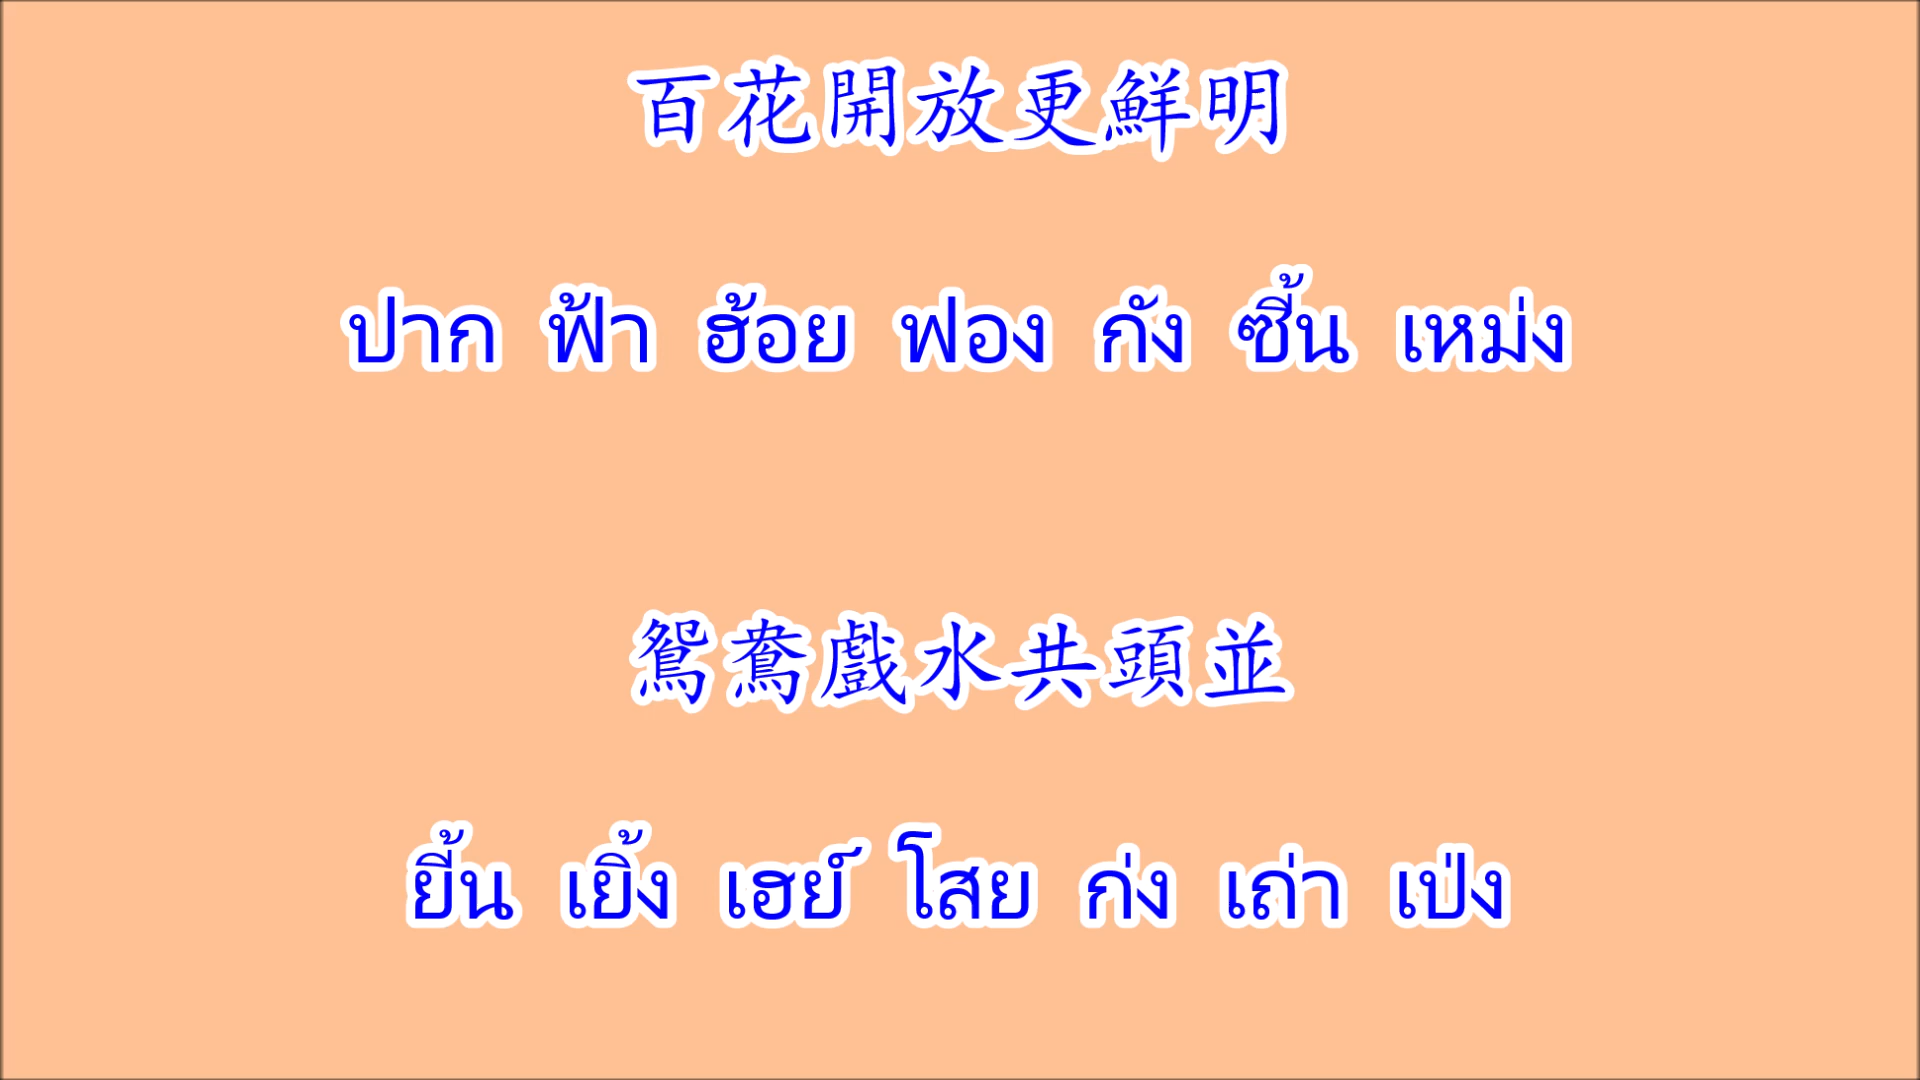 百花開放更鮮明
ปาก ฟ้า ฮ้อย ฟอง กัง ซี้น เหม่ง
鴛鴦戲水共頭並
ยี้น เยิ้ง เฮย์ โสย ก่ง เถ่า เป่ง